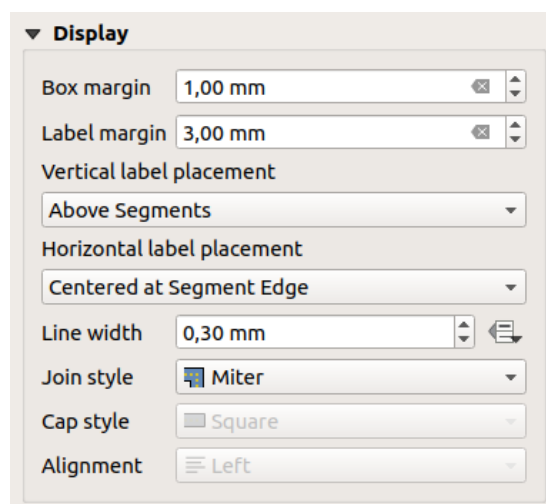 Display
Box margin 1,00 mm
Label margin 3,00 mm
Vertical label placement
Above Segments
Horizontal label placement
Centered at Segment Edge
Line width 0,30 mm
Join style Miter
Cap style Square
Alignment Left